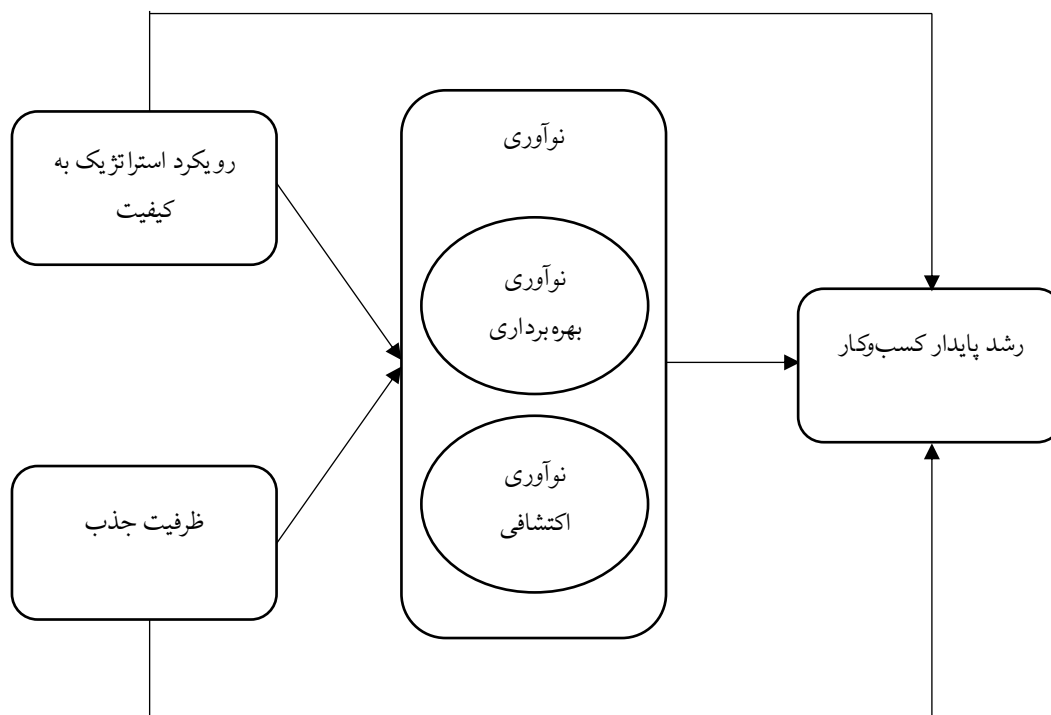 رویکرد استراتژیک به
کیفیت
ظرفیت جذب
نوآوری
نوآوری
بهره‌برداری
نوآوری
اکتشافی
رشد پایدار کسب‌وکار